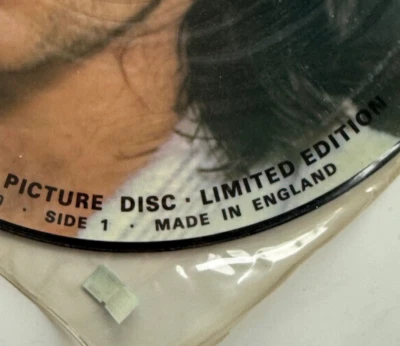 PICTURE DISC · LIMITED EDITION
· SIDE 1 · MADE IN ENGLAND